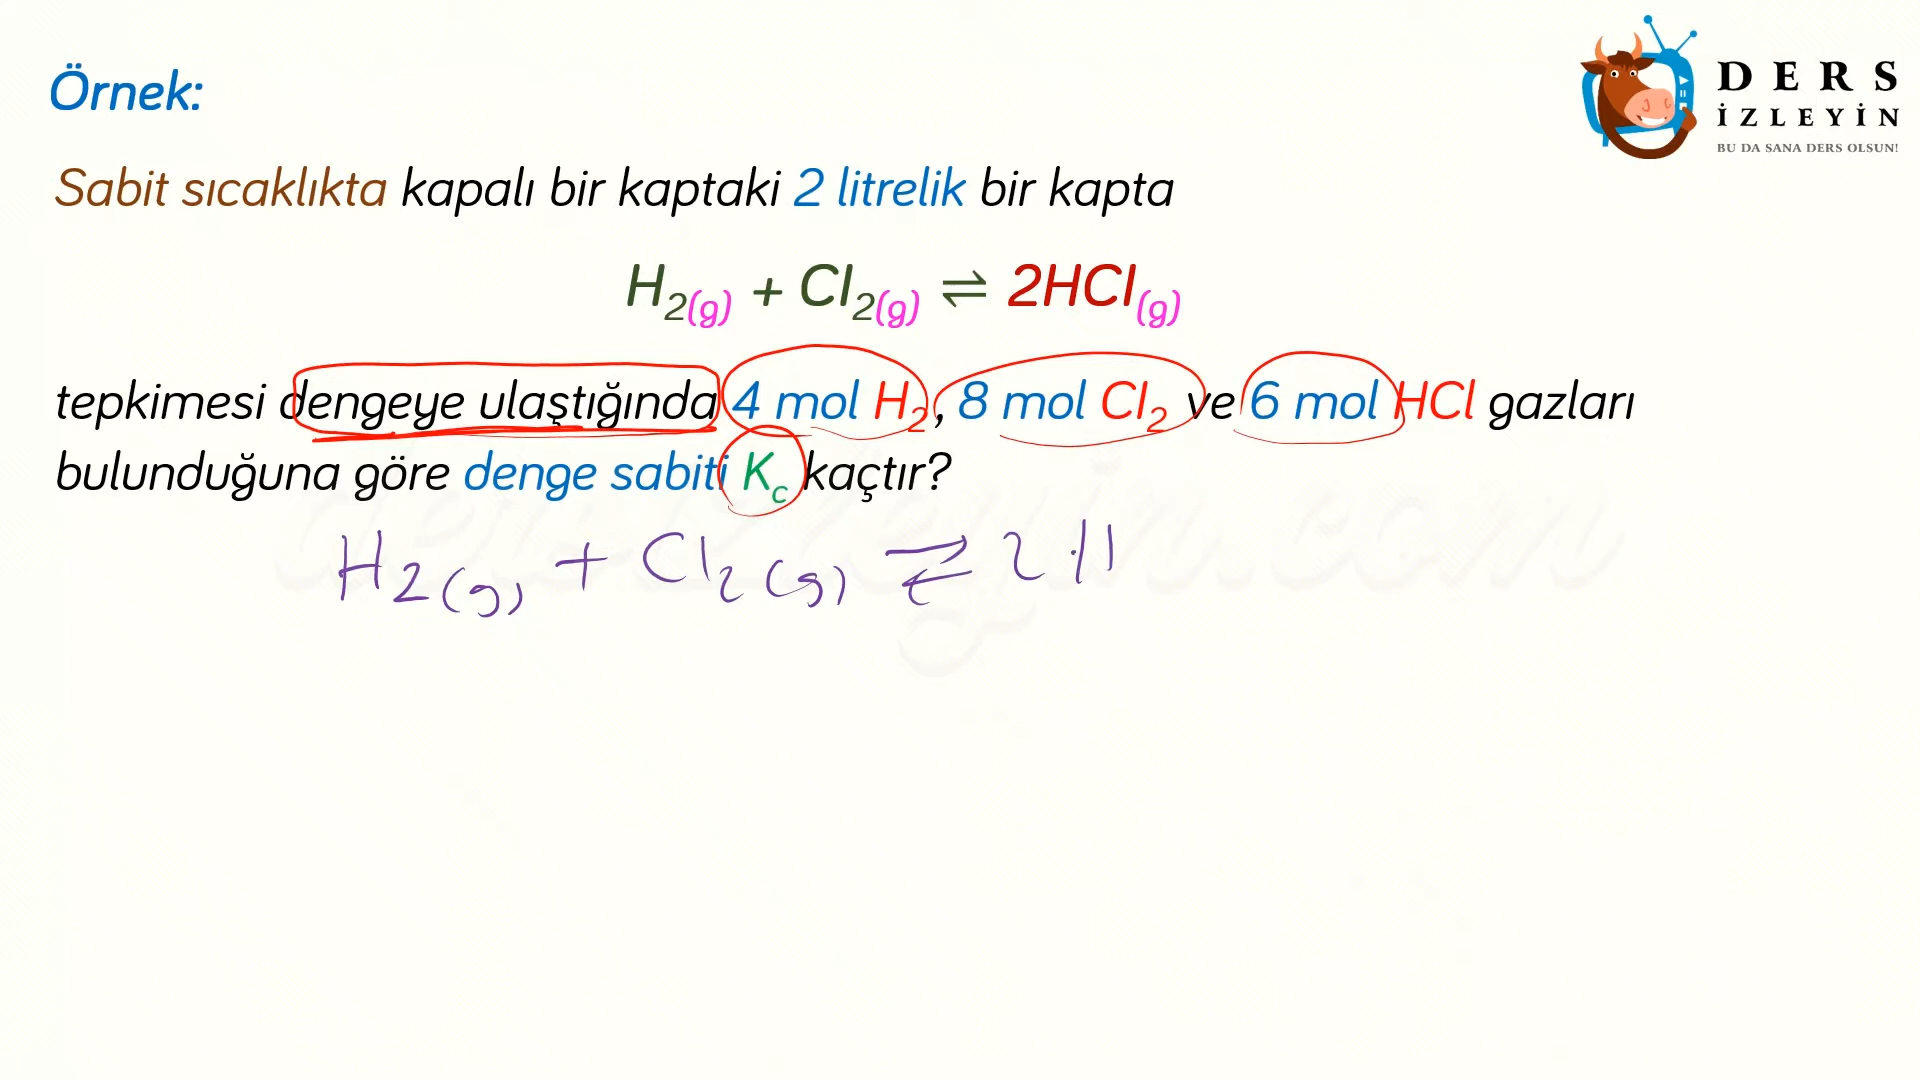 Örnek:
DERS
İZLEYİN
BU DA SANA DERS OLSUN!
Sabit sıcaklıkta kapalı bir kaptaki 2 litrelik bir kapta
H₂(g) + Cl₂(g) ⇌ 2HCl(g)
tepkimesi dengeye ulaştığında 4 mol H₂, 8 mol Cl₂ ve 6 mol HCl gazları
bulunduğuna göre denge sabiti Kc kaçtır?
H₂(g) + Cl₂(g) ⇌ 2